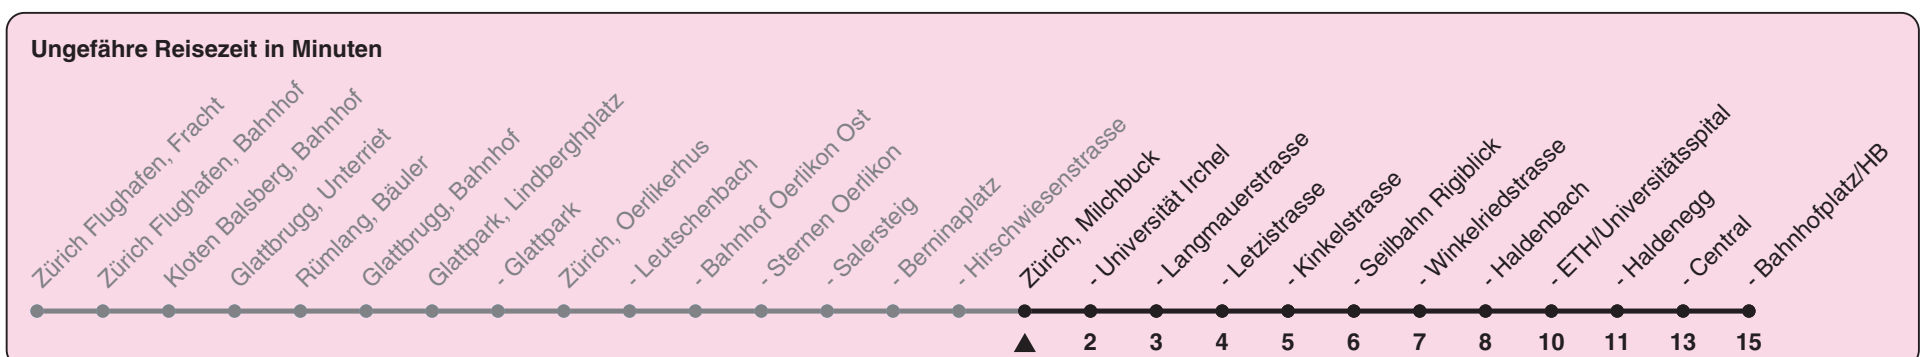 Ungefähre Reisezeit in Minuten
Zürich Flughafen, Fracht
Zürich Flughafen, Bahnhof
Kloten Balsberg, Bahnhof
Glattbrugg, Unterriet
Rümlang, Bäuler
Glattbrugg, Bahnhof
Glattpark, Lindberghplatz
- Glattpark
Zürich, Oerlikerhus
- Leutschenbach
- Bahnhof Oerlikon Ost
- Sternen Oerlikon
- Salersteig
- Berninaplatz
- Hirschwiesenstrasse
Zürich, Milchbuck
- Universität Irchel
- Langmauerstrasse
- Letzistrasse
- Kinkelstrasse
- Seilbahn Rigiblick
- Winkelriedstrasse
- Haldenbach
- ETH/Universitätsspital
- Haldenegg
- Central
- Bahnhofplatz/HB
2 3 4 5 6 7 8 10 11 13 15